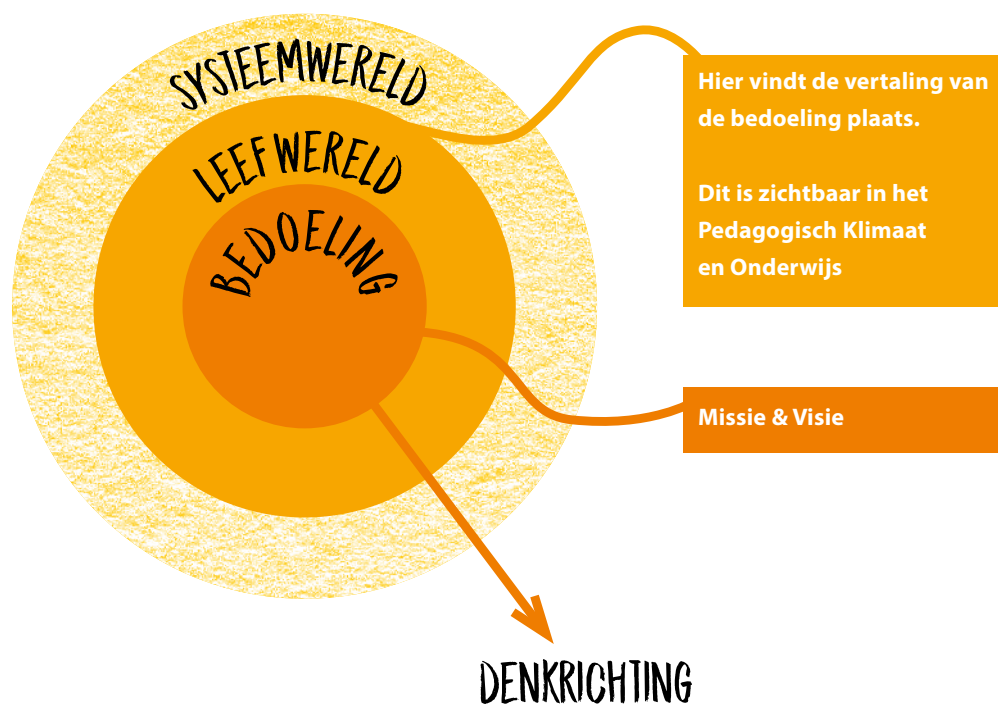 SYSTEEMWERELD
LEEFWERELD
BEDOELING
Hier vindt de vertaling van
de bedoeling plaats.
Dit is zichtbaar in het
Pedagogisch Klimaat
en Onderwijs
Missie & Visie
DENKRICHTING